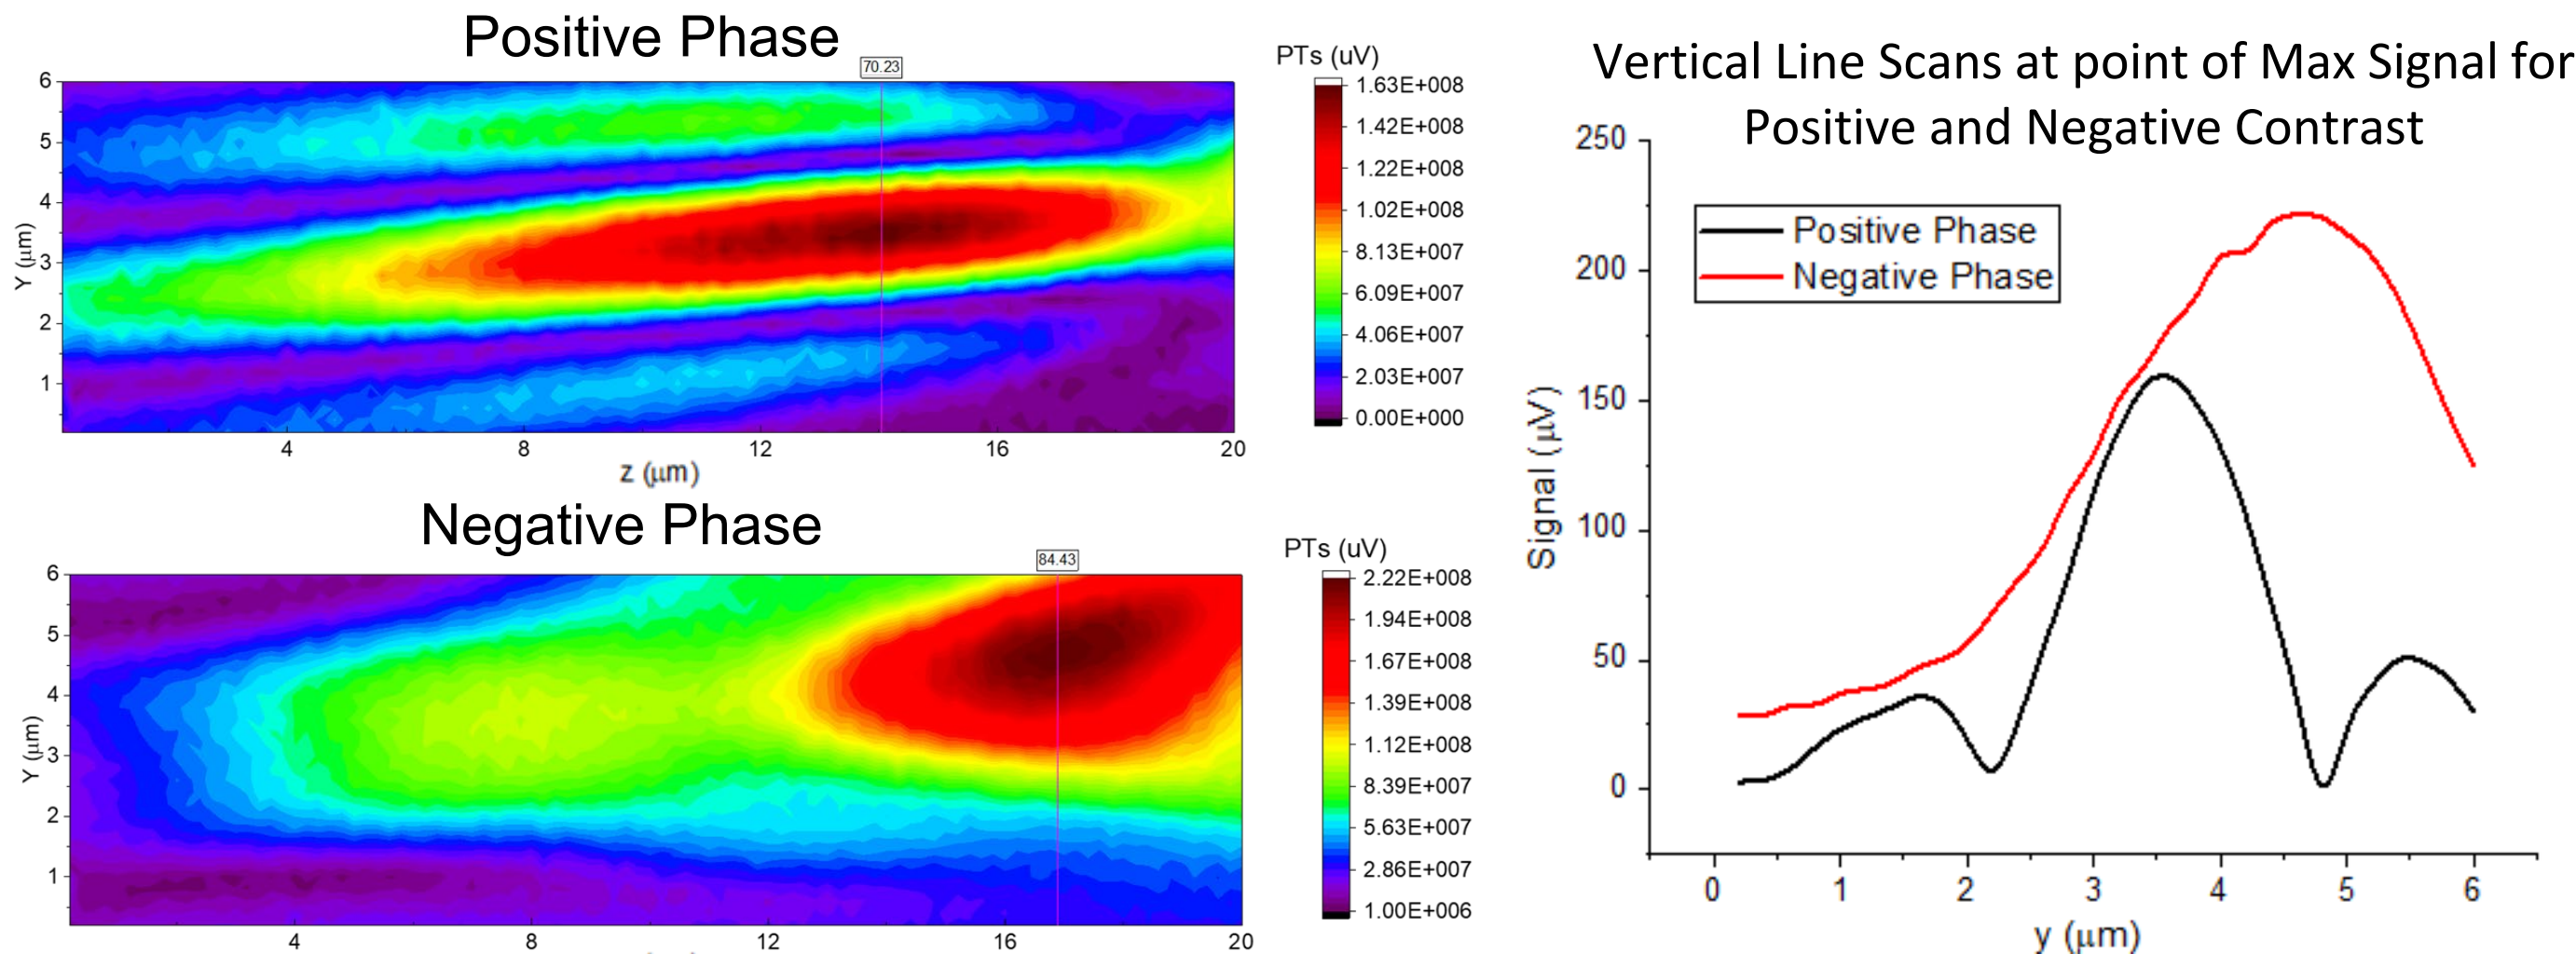 Positive Phase
70.23
PTs (uV)
6
5
4
3
2
1
Y (μm)
4
8
12
16
20
z (μm)
1.63E+008
1.42E+008
1.22E+008
1.02E+008
8.13E+007
6.09E+007
4.06E+007
2.03E+007
0.00E+000
Negative Phase
84.43
PTs (uV)
6
5
4
3
2
1
Y (μm)
4
8
12
16
20
2.22E+008
1.94E+008
1.67E+008
1.39E+008
1.12E+008
8.39E+007
5.63E+007
2.86E+007
1.00E+006
Vertical Line Scans at point of Max Signal for
Positive and Negative Contrast
Positive Phase
Negative Phase
250
200
150
100
50
0
Signal (μV)
0
1
2
3
4
5
6
y (μm)